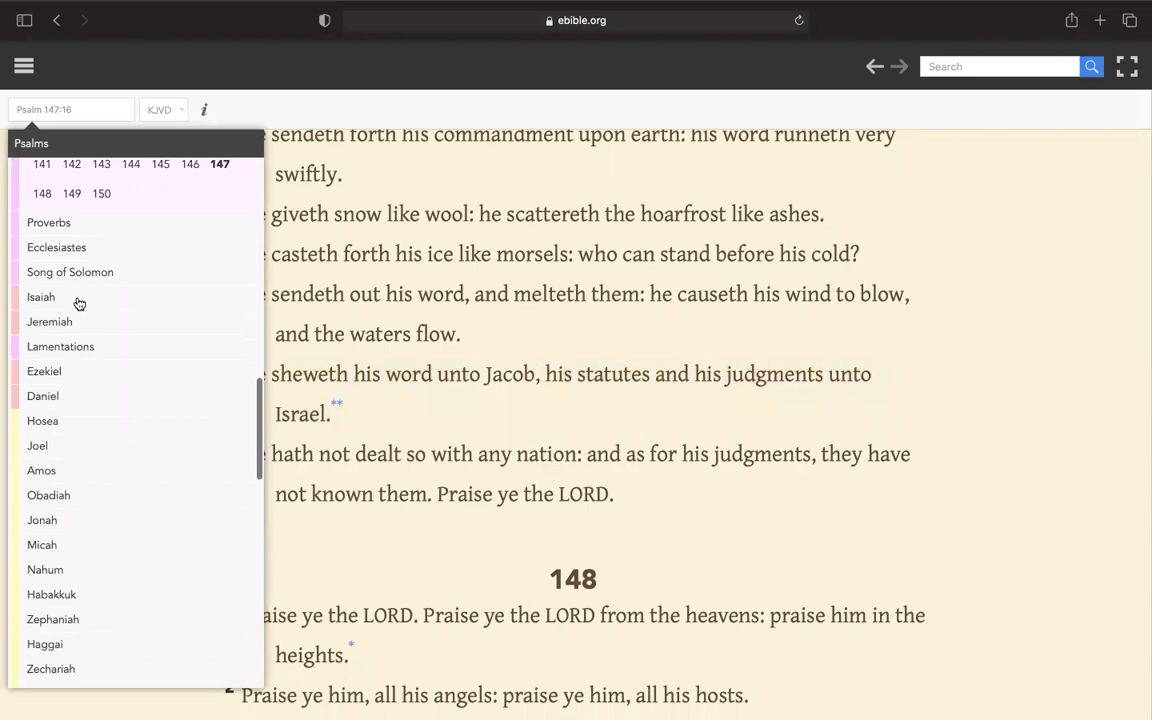 ebible.org
Search
Psalm 147:16
KJVD
i
Psalms
141 142 143 144 145 146 147
148 149 150
Proverbs
Ecclesiastes
Song of Solomon
Isaiah
Jeremiah
Lamentations
Ezekiel
Daniel
Hosea
Joel
Amos
Obadiah
Jonah
Micah
Nahum
Habakkuk
Zephaniah
Haggai
Zechariah
sendeth forth his commandment upon earth: his word runneth very
swiftly.
giveth snow like wool: he scattereth the hoarfrost like ashes.
casteth forth his ice like morsels: who can stand before his cold?
sendeth out his word, and melteth them: he causeth his wind to blow,
and the waters flow.
sheweth his word unto Jacob, his statutes and his judgments unto
Israel.**
hath not dealt so with any nation: and as for his judgments, they have
not known them. Praise ye the LORD.
148
aise ye the LORD. Praise ye the LORD from the heavens: praise him in the
heights.*
2 Praise ye him, all his angels: praise ye him, all his hosts.